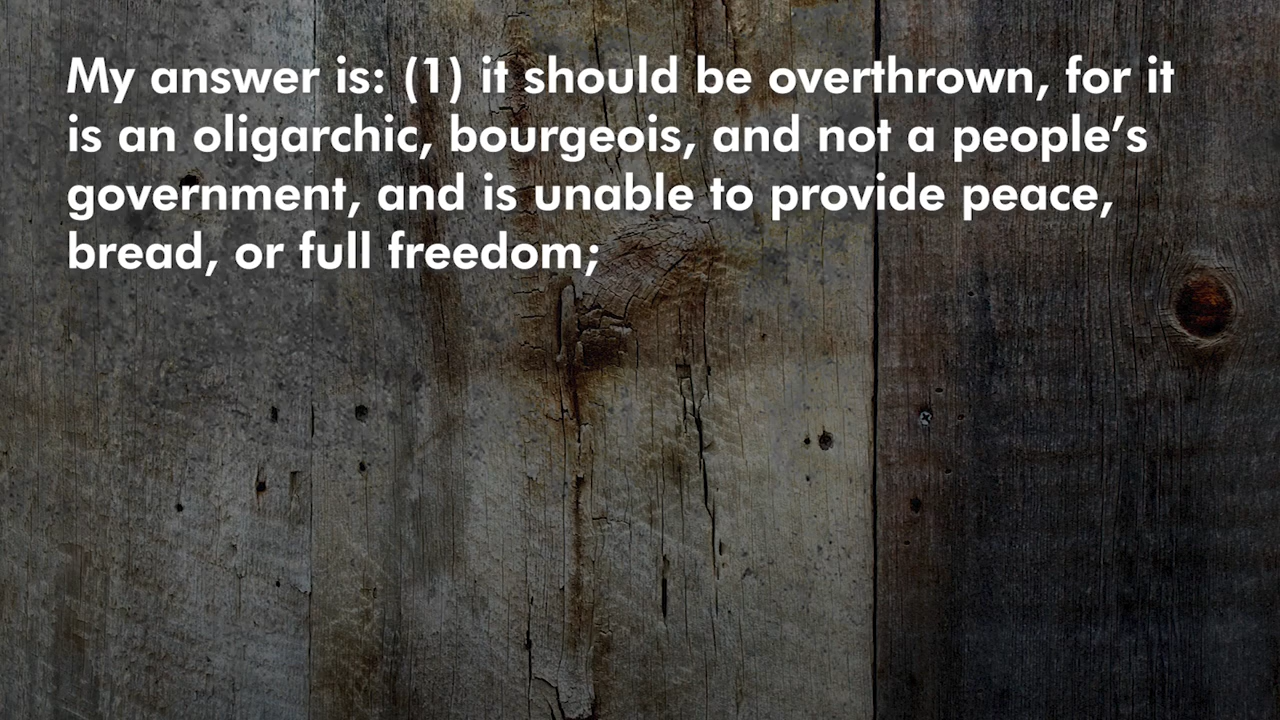 My answer is: (1) it should be overthrown, for it
is an oligarchic, bourgeois, and not a people’s
government, and is unable to provide peace,
bread, or full freedom;